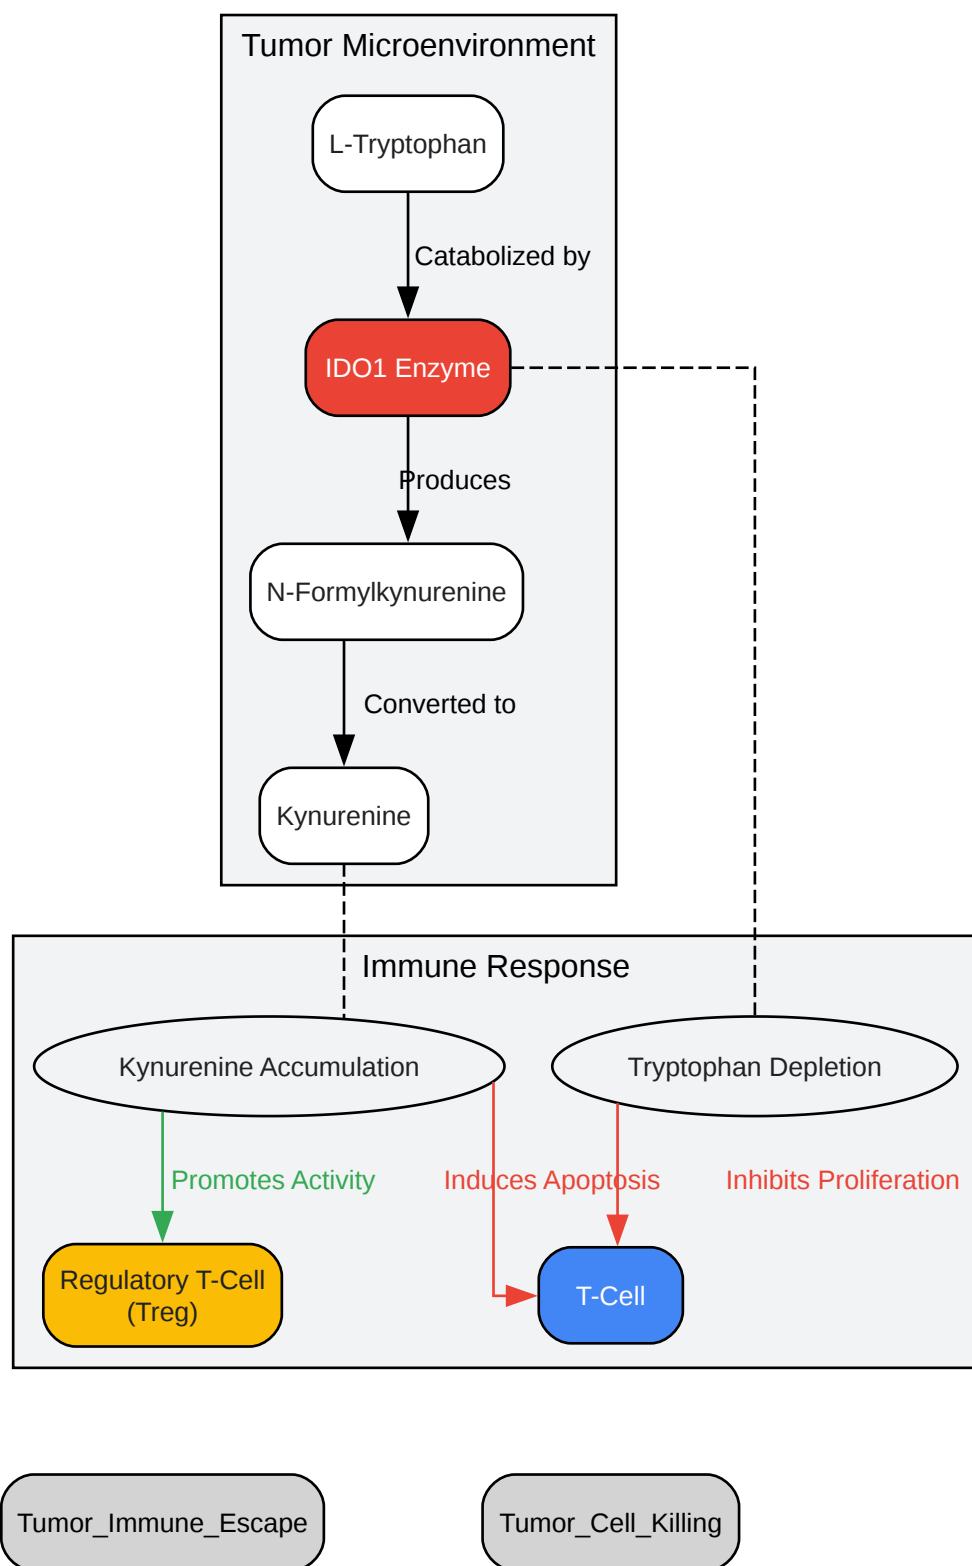 Tumor Microenvironment
L-Tryptophan
Catabolized by
IDO1 Enzyme
Produces
N-Formylkynurenine
Converted to
Kynurenine
Immune Response
Kynurenine Accumulation
Tryptophan Depletion
Promotes Activity
Induces Apoptosis
Inhibits Proliferation
Regulatory T-Cell
(Treg)
T-Cell
Tumor_Immune_Escape
Tumor_Cell_Killing